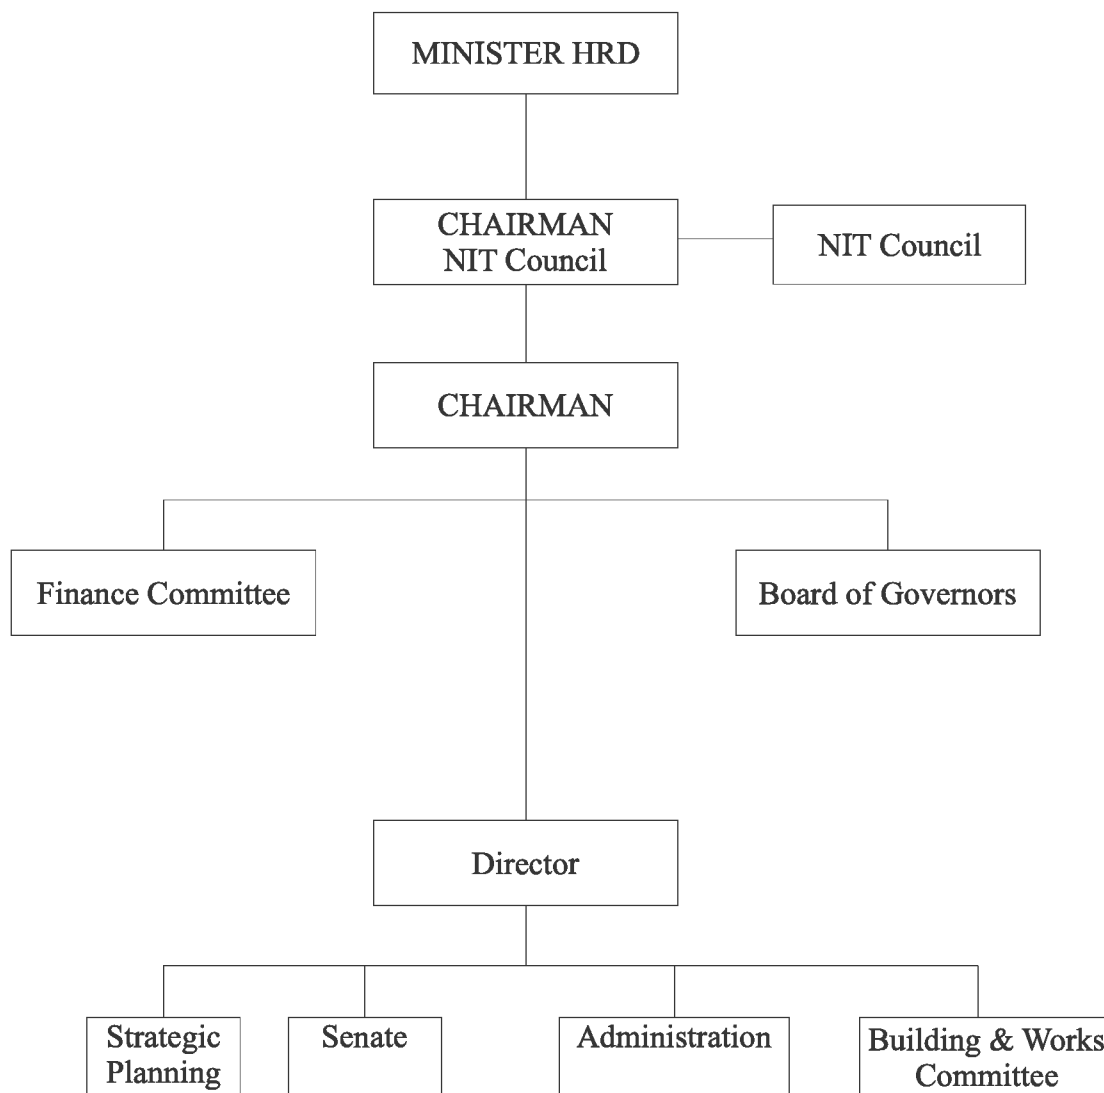 MINISTER HRD
CHAIRMAN
NIT Council
NIT Council
CHAIRMAN
Finance Committee
Board of Governors
Director
Strategic
Planning
Senate
Administration
Building & Works
Committee